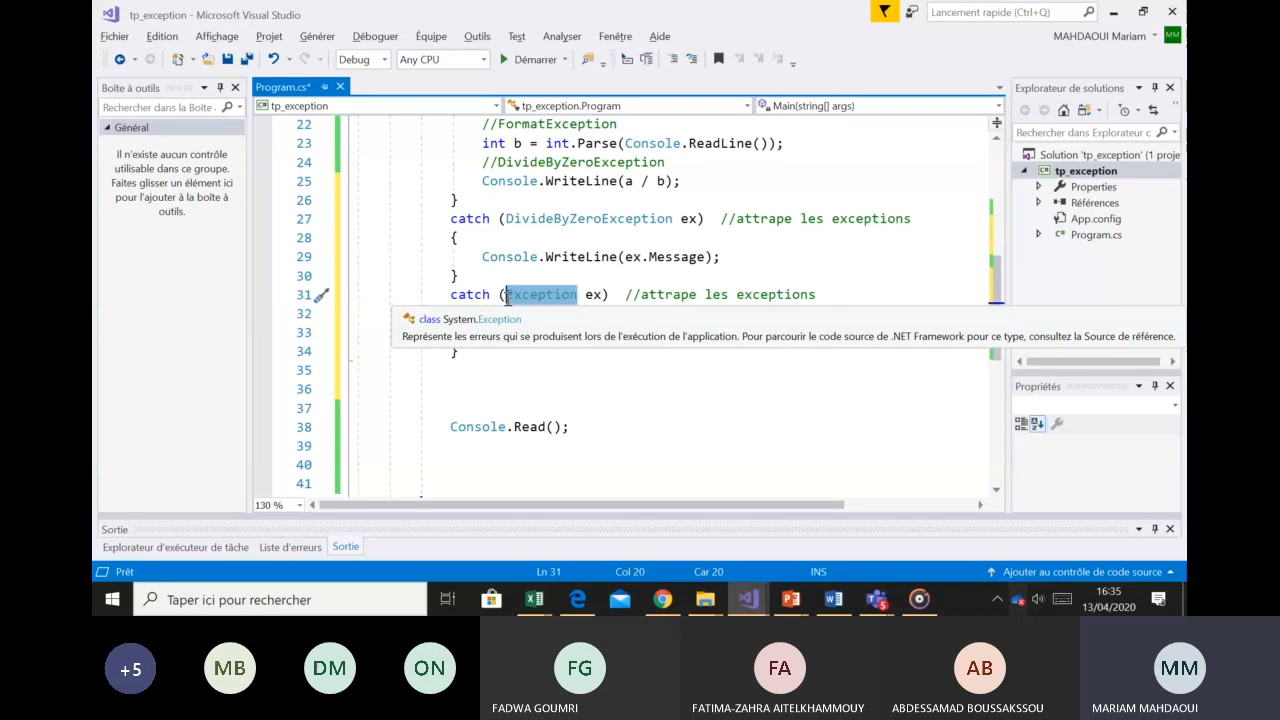 tp_exception - Microsoft Visual Studio
Lancement rapide (Ctrl+Q)
Fichier Edition Affichage Projet Générer Déboguer Équipe Outils Test Analyser Fenêtre Aide
MAHDAOUI Mariam MM
Debug Any CPU Démarrer
Boîte à outils
Rechercher dans la Boîte
Général
Il n'existe aucun contrôle
utilisable dans ce groupe.
Faites glisser un élément ici
pour l'ajouter à la boîte à
outils.
Program.cs*
tp_exception tp_exception.Program Main(string[] args)
22 //FormatException
23 int b = int.Parse(Console.ReadLine());
24 //DivideByZeroException
25 Console.WriteLine(a / b);
26 }
27 catch (DivideByZeroException ex) //attrape les exceptions
28 {
29 Console.WriteLine(ex.Message);
30 }
31 catch (Exception ex) //attrape les exceptions
32
33
34 }
35
36
37
38 Console.Read();
39
40
41
class System.Exception
Représente les erreurs qui se produisent lors de l'exécution de l'application. Pour parcourir le code source de .NET Framework pour ce type, consultez la Source de référence.
130 %
Explorateur de solutions
Rechercher dans Explorateur c
Solution 'tp_exception' (1 proje
tp_exception
Properties
Références
App.config
Program.cs
Propriétés
Sortie
Explorateur d'exécuteur de tâche Liste d'erreurs Sortie
Prêt Ln 31 Col 20 Car 20 INS Ajouter au contrôle de code source
Taper ici pour rechercher
16:35
13/04/2020
+5 MB DM ON FG FA AB MM
FADWA GOUMRI FATIMA-ZAHRA AITELKHAMMOUY ABDESSAMAD BOUSSAKSSOU MARIAM MAHDAOUI